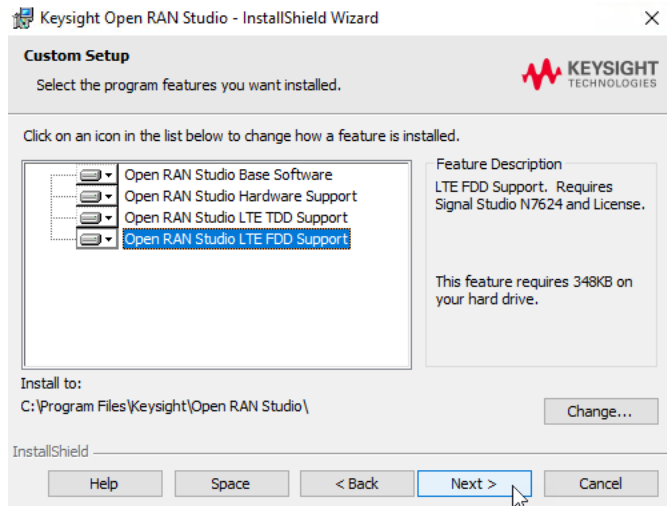 Keysight Open RAN Studio - InstallShield Wizard
Custom Setup
Select the program features you want installed.
KEYSIGHT
TECHNOLOGIES
Click on an icon in the list below to change how a feature is installed.
Open RAN Studio Base Software
Open RAN Studio Hardware Support
Open RAN Studio LTE TDD Support
Open RAN Studio LTE FDD Support
Feature Description
LTE FDD Support. Requires
Signal Studio N7624 and License.
This feature requires 348KB on
your hard drive.
Install to:
C:\Program Files\Keysight\Open RAN Studio\
Change...
InstallShield
Help
Space
< Back
Next >
Cancel